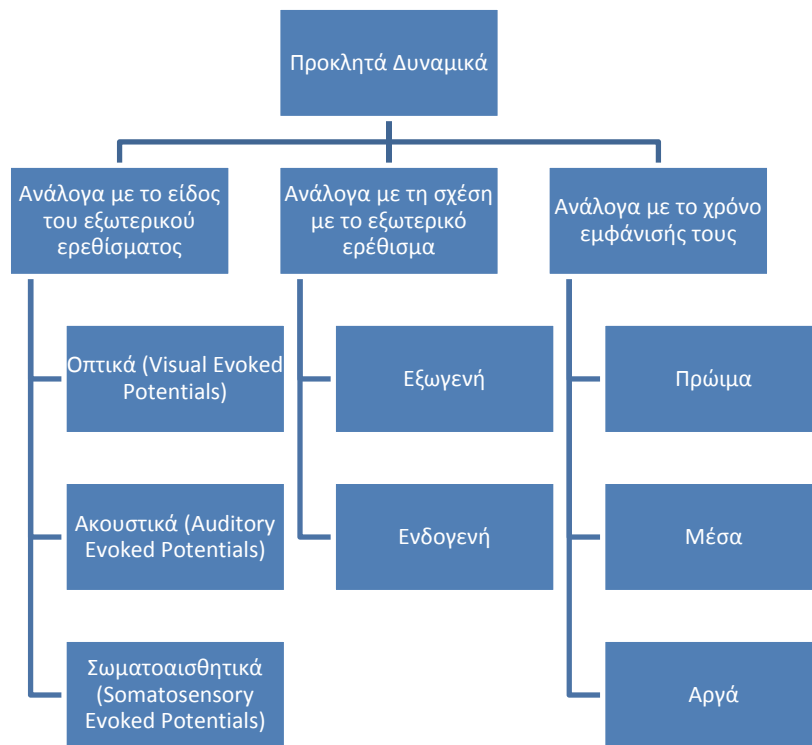 Προκλητά Δυναμικά
Ανάλογα με το είδος
του εξωτερικού
ερεθίσματος
Οπτικά (Visual Evoked
Potentials)
Ακουστικά (Auditory
Evoked Potentials)
Σωματοαισθητικά
(Somatosensory
Evoked Potentials)
Ανάλογα με τη σχέση
με το εξωτερικό
ερέθισμα
Εξωγενή
Ενδογενή
Ανάλογα με το χρόνο
εμφάνισής τους
Πρώιμα
Μέσα
Αργά